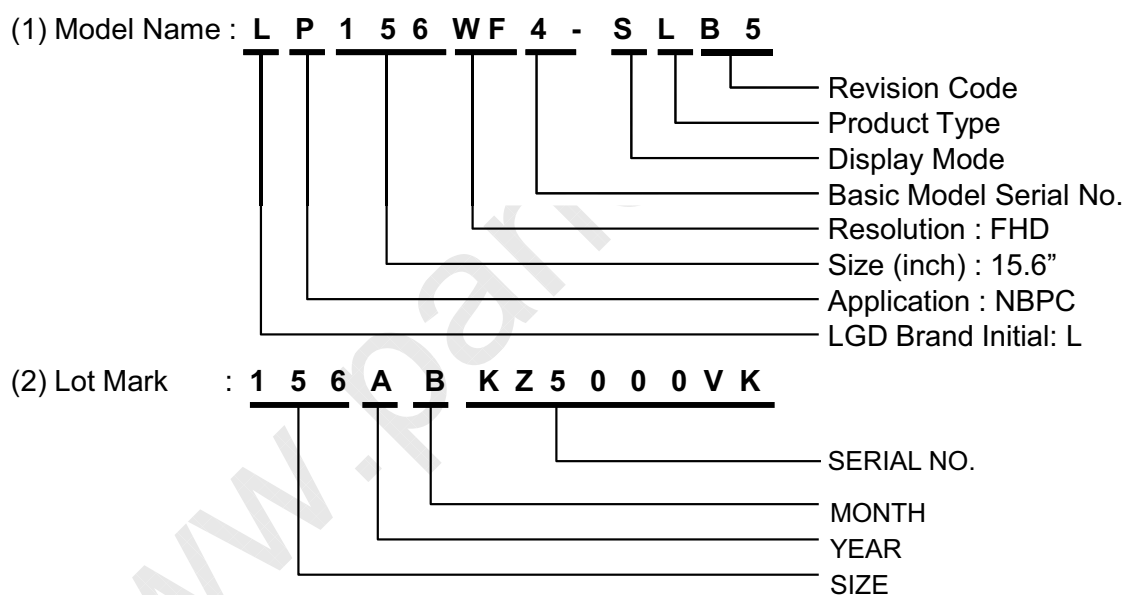 (1) Model Name : L P 1 5 6 W F 4 - S L B 5
Revision Code
Product Type
Display Mode
Basic Model Serial No.
Resolution : FHD
Size (inch) : 15.6”
Application : NBPC
LGD Brand Initial: L
(2) Lot Mark : 1 5 6 A B K Z 5 0 0 0 V K
SERIAL NO.
MONTH
YEAR
SIZE